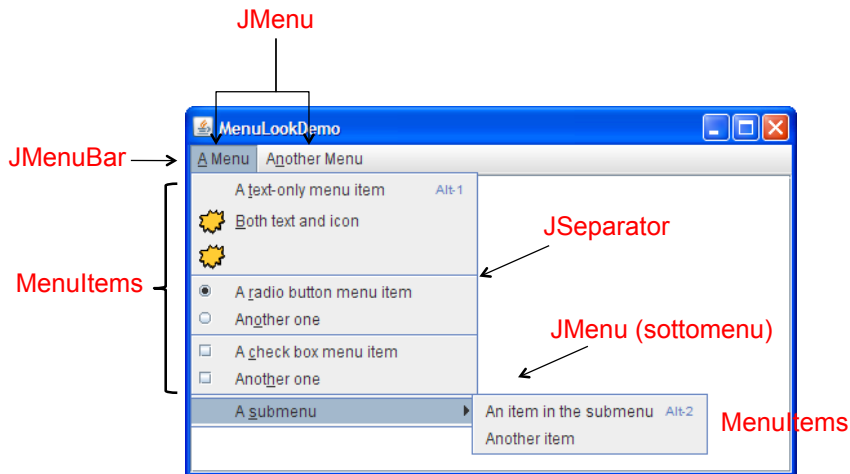 JMenu
MenuLookDemo
JMenuBar
A Menu Another Menu
A text-only menu item Alt-1
Both text and icon
JSeparator
MenuItems
A radio button menu item
Another one
JMenu (sottomenu)
A check box menu item
Another one
A submenu
An item in the submenu Alt-2
MenuItems
Another item